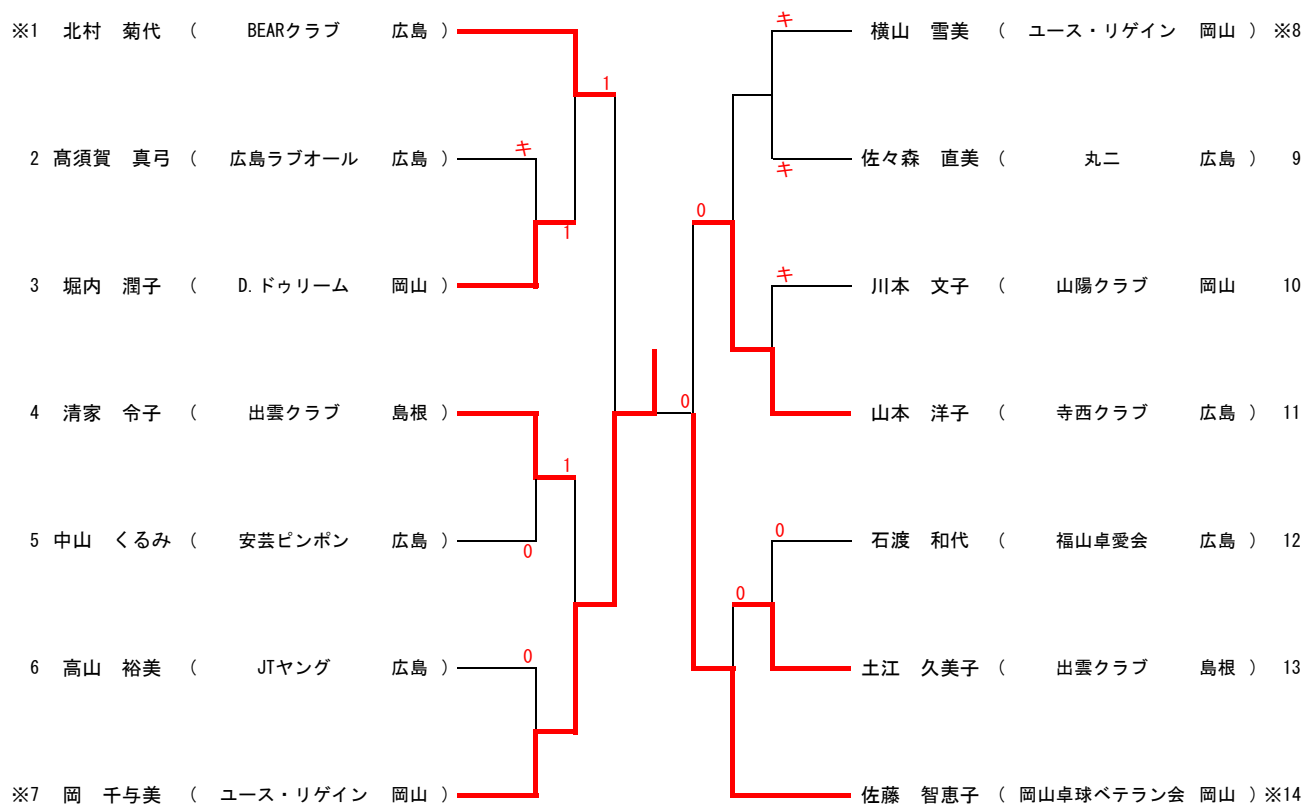 ※1 北村 菊代 ( BEARクラブ 広島 )
1
2 髙須賀 真弓 ( 広島ラブオール 広島 )
キ
1
3 堀内 潤子 ( D.ドゥリーム 岡山 )
4 清家 令子 ( 出雲クラブ 島根 )
1
5 中山 くるみ ( 安芸ピンポン 広島 )
0
6 高山 裕美 ( JTヤング 広島 )
0
※7 岡 千与美 ( ユース・リゲイン 岡山 )
0
キ
横山 雪美 ( ユース・リゲイン 岡山 ) ※8
佐々森 直美 ( 丸二 広島 ) 9
キ
0
キ
川本 文子 ( 山陽クラブ 岡山 10
山本 洋子 ( 寺西クラブ 広島 ) 11
0
石渡 和代 ( 福山卓愛会 広島 ) 12
0
土江 久美子 ( 出雲クラブ 島根 ) 13
佐藤 智恵子 ( 岡山卓球ベテラン会 岡山 ) ※14